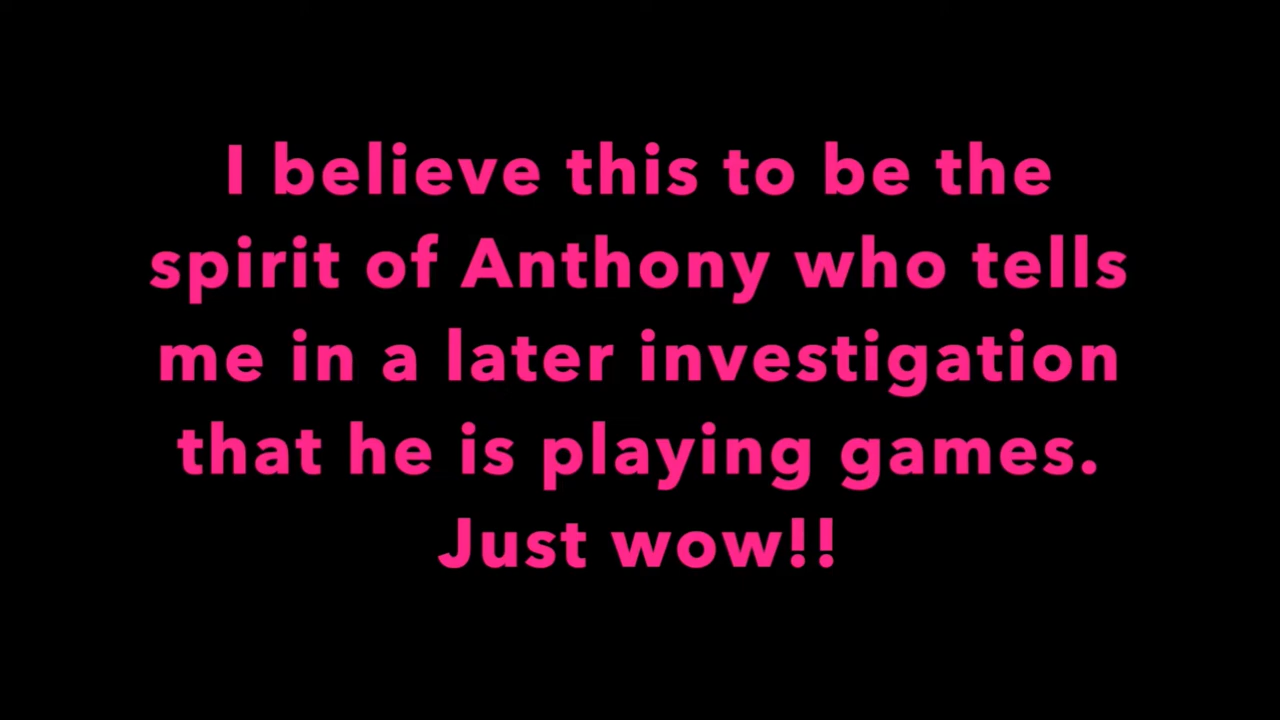 I believe this to be the
spirit of Anthony who tells
me in a later investigation
that he is playing games.
Just wow!!